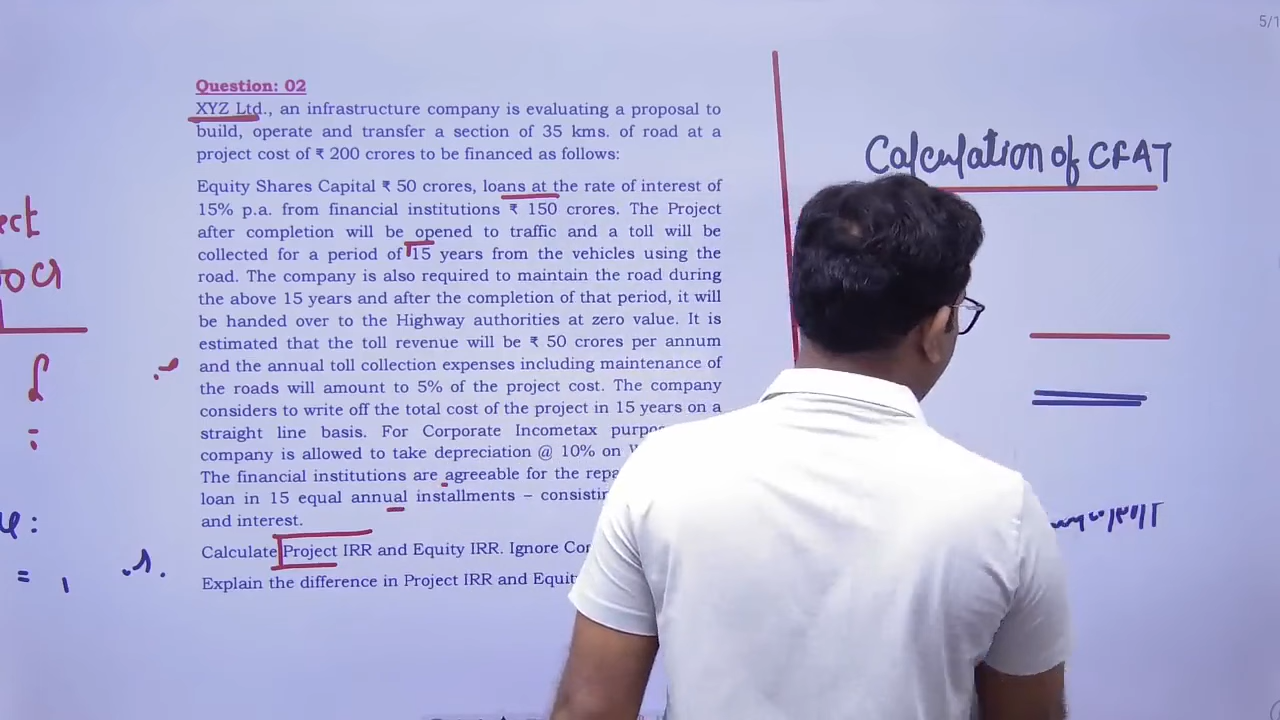 5/1
Question: 02
XYZ Ltd., an infrastructure company is evaluating a proposal to
build, operate and transfer a section of 35 kms. of road at a
project cost of ₹ 200 crores to be financed as follows:
Equity Shares Capital ₹ 50 crores, loans at the rate of interest of
15% p.a. from financial institutions ₹ 150 crores. The Project
after completion will be opened to traffic and a toll will be
collected for a period of 15 years from the vehicles using the
road. The company is also required to maintain the road during
the above 15 years and after the completion of that period, it will
be handed over to the Highway authorities at zero value. It is
estimated that the toll revenue will be ₹ 50 crores per annum
and the annual toll collection expenses including maintenance of
the roads will amount to 5% of the project cost. The company
considers to write off the total cost of the project in 15 years on a
straight line basis. For Corporate Incometax purpo
company is allowed to take depreciation @ 10% on
The financial institutions are agreeable for the repa
loan in 15 equal annual installments – consistin
and interest.
Calculate Project IRR and Equity IRR. Ignore Cor
Explain the difference in Project IRR and Equit
Calculation of CFAT
ect